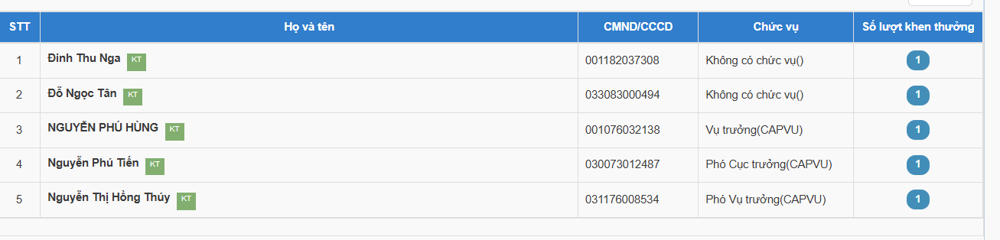 STT Họ và tên CMND/CCCD Chức vụ Số lượt khen thưởng
1 Đinh Thu Nga KT 001182037308 Không có chức vụ() 1
2 Đỗ Ngọc Tân KT 033083000494 Không có chức vụ() 1
3 NGUYỄN PHÚ HÙNG KT 001076032138 Vụ trưởng(CAPVU) 1
4 Nguyễn Phú Tiến KT 030073012487 Phó Cục trưởng(CAPVU) 1
5 Nguyễn Thị Hồng Thúy KT 031176008534 Phó Vụ trưởng(CAPVU) 1